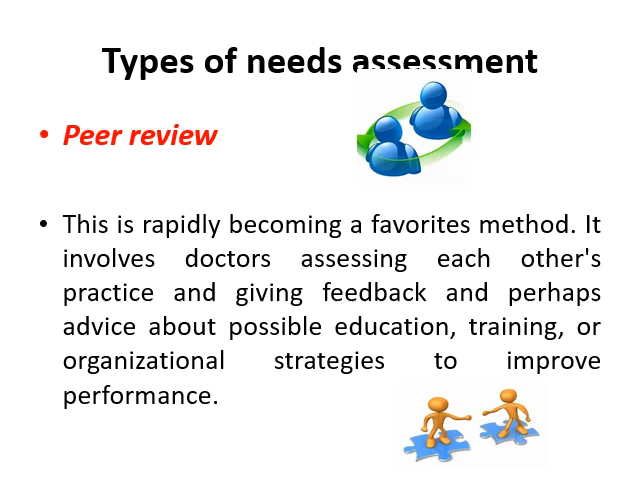 Types of needs assessment
• Peer review
• This is rapidly becoming a favorites method. It
involves doctors assessing each other's
practice and giving feedback and perhaps
advice about possible education, training, or
organizational strategies to improve
performance.